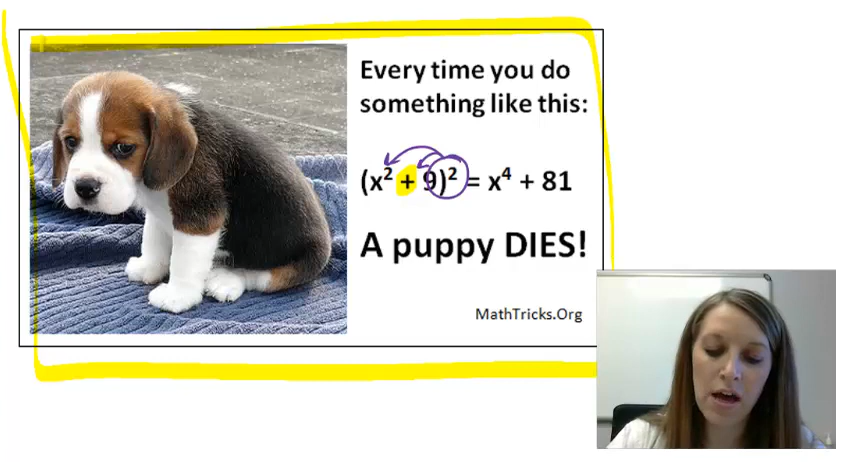 Every time you do
something like this:
(x² + 9)² = x⁴ + 81
A puppy DIES!
MathTricks.Org